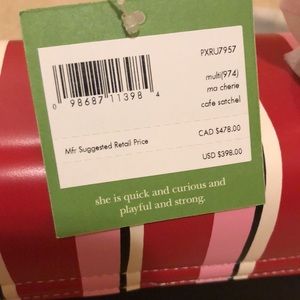 PXRU7957
multi(974)
ma cherie
cafe satchel
0 98687 11398 4
Mfr Suggested Retail Price
CAD $478.00
USD $398.00
she is quick and curious and
playful and strong.